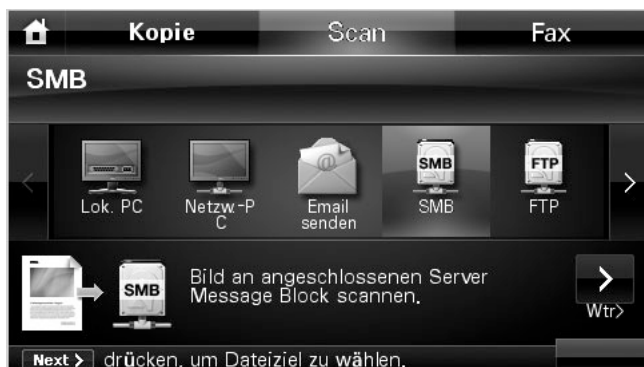 Kopie Scan Fax
SMB
SMB FTP
Lok. PC Netzw.-P
C Email
senden SMB FTP
SMB Bild an angeschlossenen Server
Message Block scannen.
Wtr>
Next > drücken, um Dateiziel zu wählen.